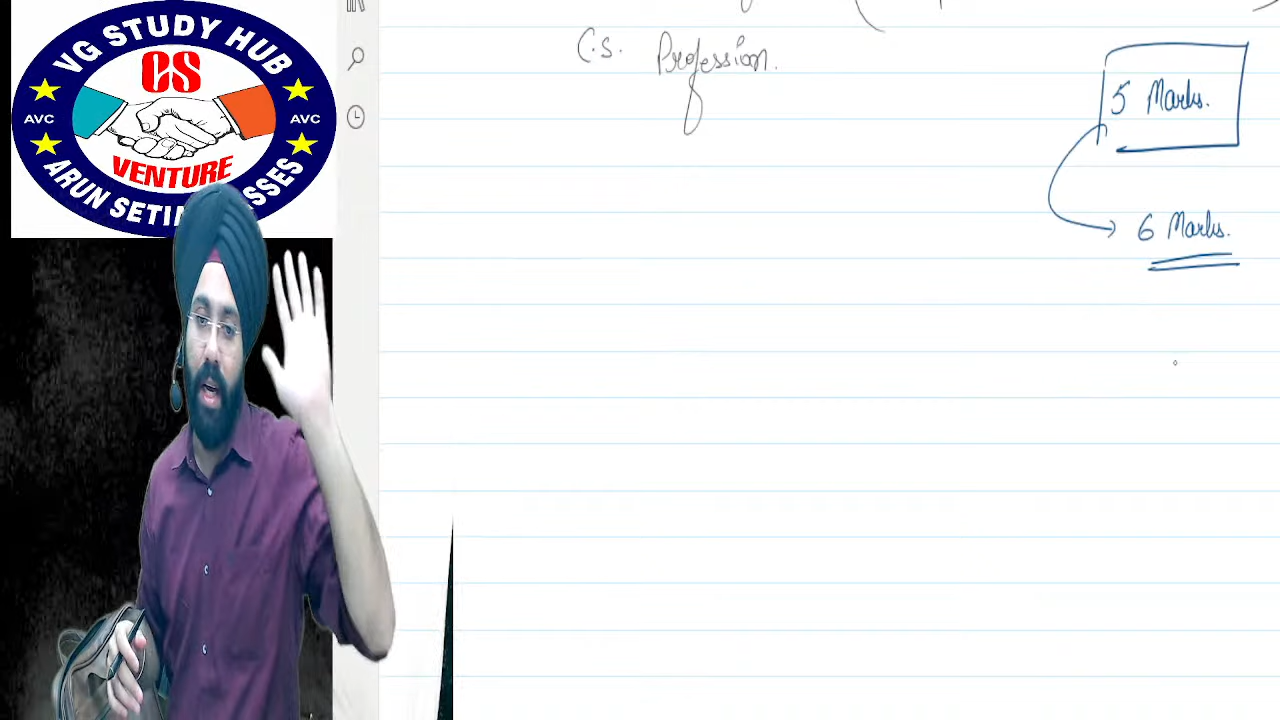 VG STUDY HUB
CS
AVC
AVC
VENTURE
C.S. Profession.
5 Marks.
6 Marks.